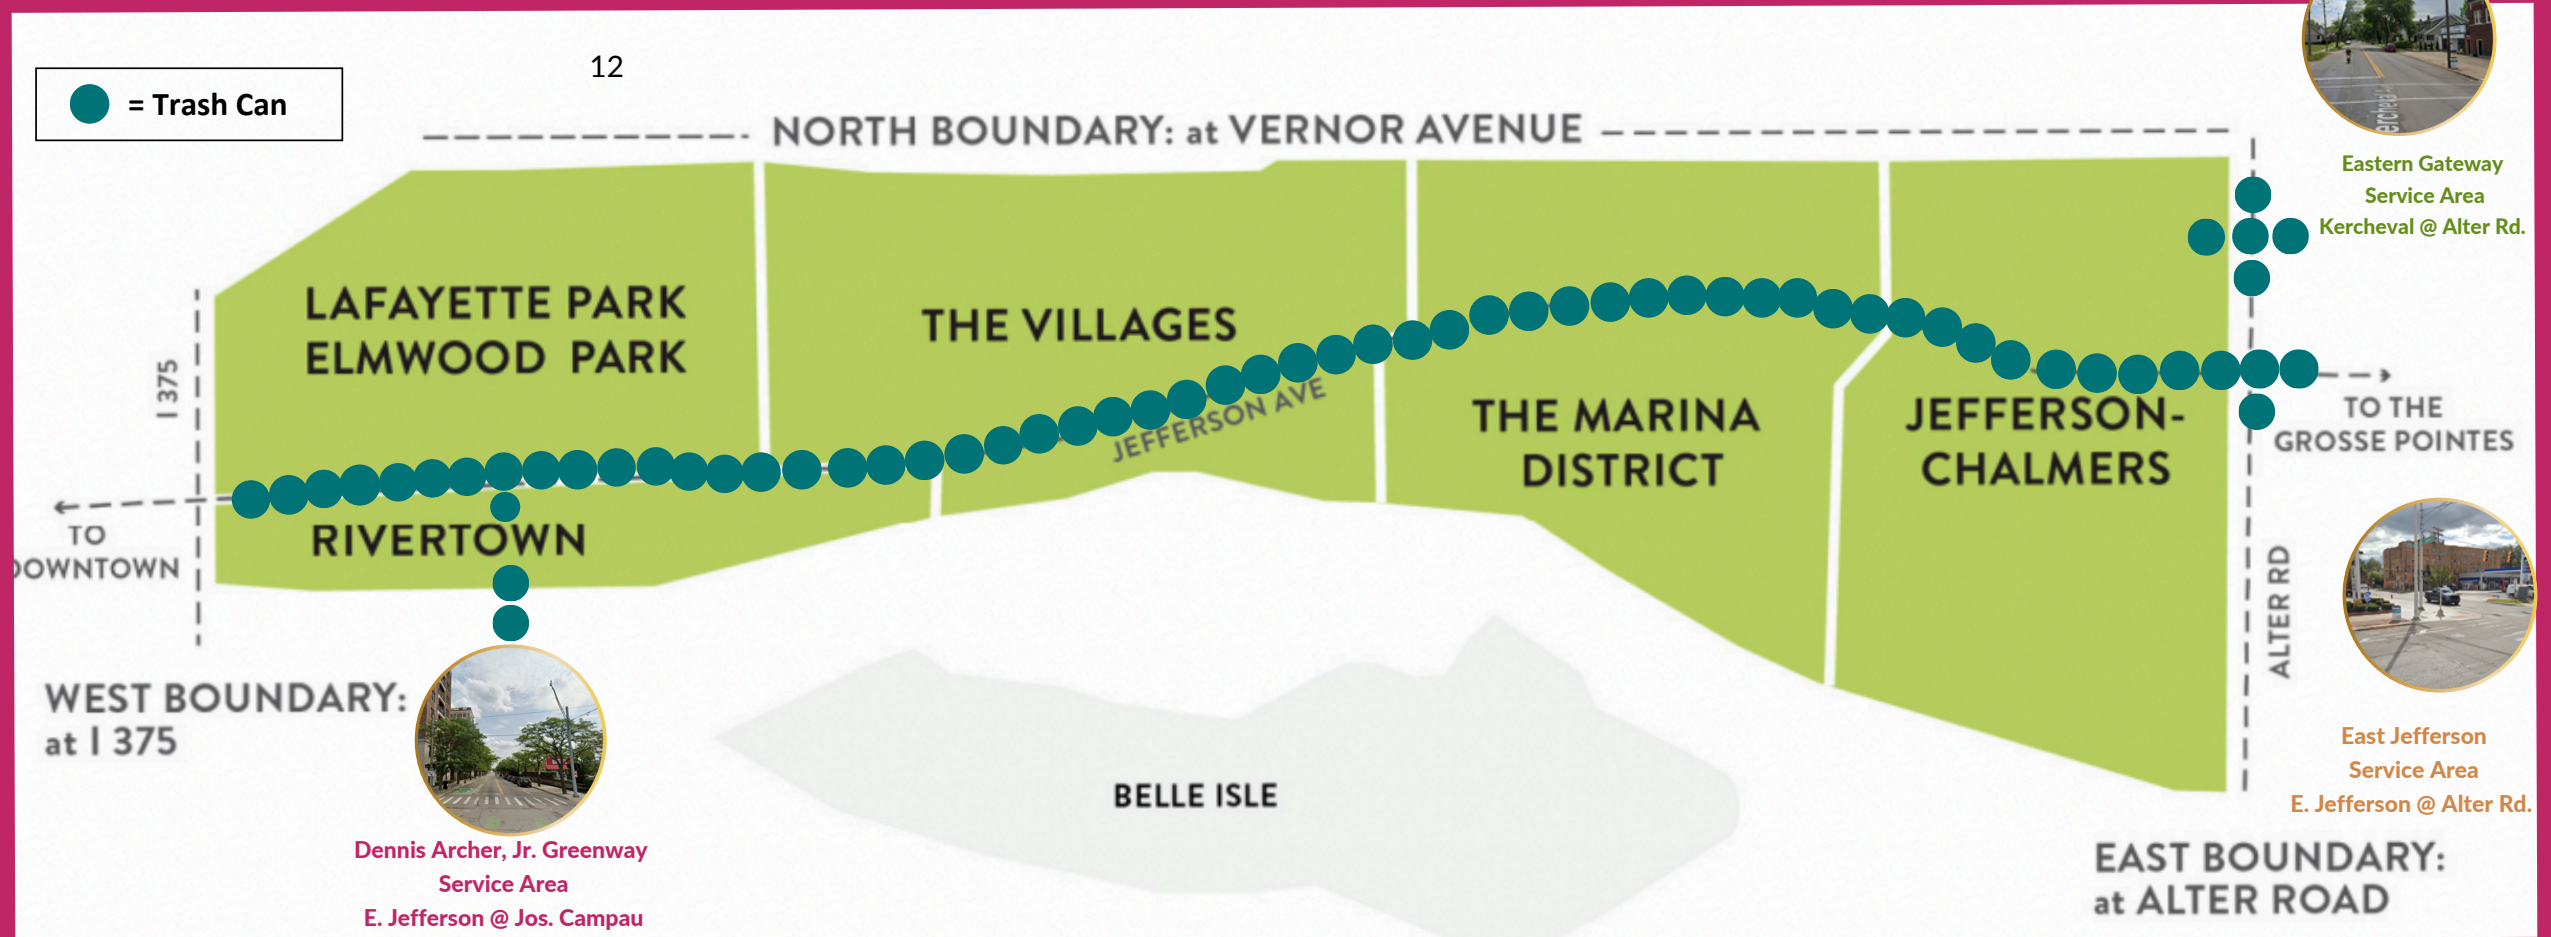 12
= Trash Can
NORTH BOUNDARY: at VERNOR AVENUE
Eastern Gateway
Service Area
Kercheval @ Alter Rd.
LAFAYETTE PARK
ELMWOOD PARK
THE VILLAGES
I 375
JEFFERSON AVE
THE MARINA
DISTRICT
JEFFERSON-
CHALMERS
TO THE
GROSSE POINTES
TO
DOWNTOWN
RIVERTOWN
ALTER RD
WEST BOUNDARY:
at I 375
BELLE ISLE
East Jefferson
Service Area
E. Jefferson @ Alter Rd.
Dennis Archer, Jr. Greenway
Service Area
E. Jefferson @ Jos. Campau
EAST BOUNDARY:
at ALTER ROAD